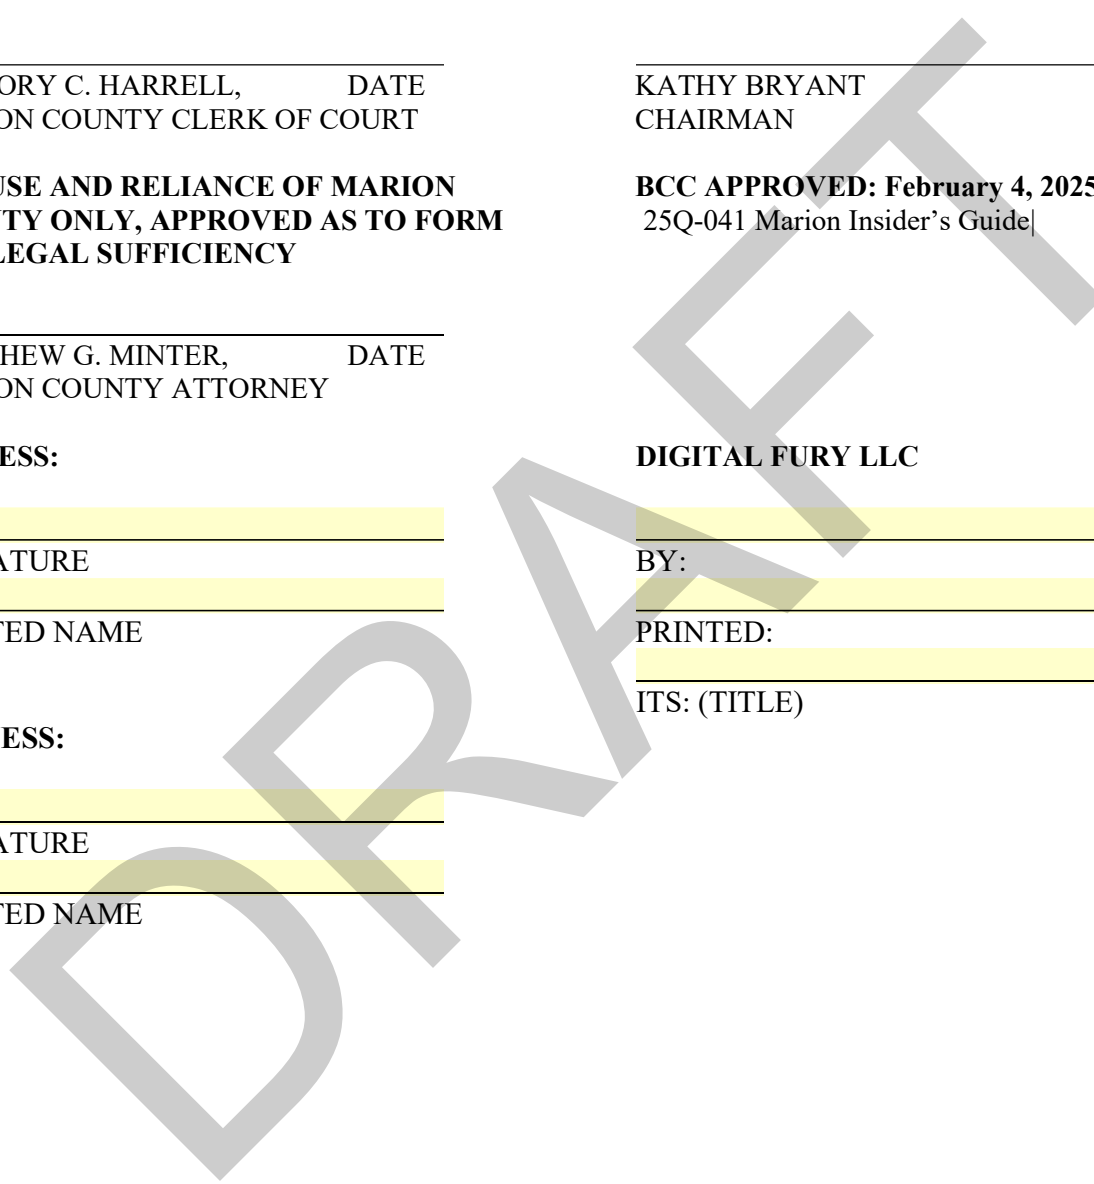 ORY C. HARRELL, DATE
ON COUNTY CLERK OF COURT
USE AND RELIANCE OF MARION
TY ONLY, APPROVED AS TO FORM
LEGAL SUFFICIENCY
HEW G. MINTER, DATE
ON COUNTY ATTORNEY
ESS:
ATURE
TED NAME
ESS:
ATURE
TED NAME
KATHY BRYANT
CHAIRMAN
BCC APPROVED: February 4, 2025
25Q-041 Marion Insider’s Guide|
DIGITAL FURY LLC
BY:
PRINTED:
ITS: (TITLE)
DRAFT